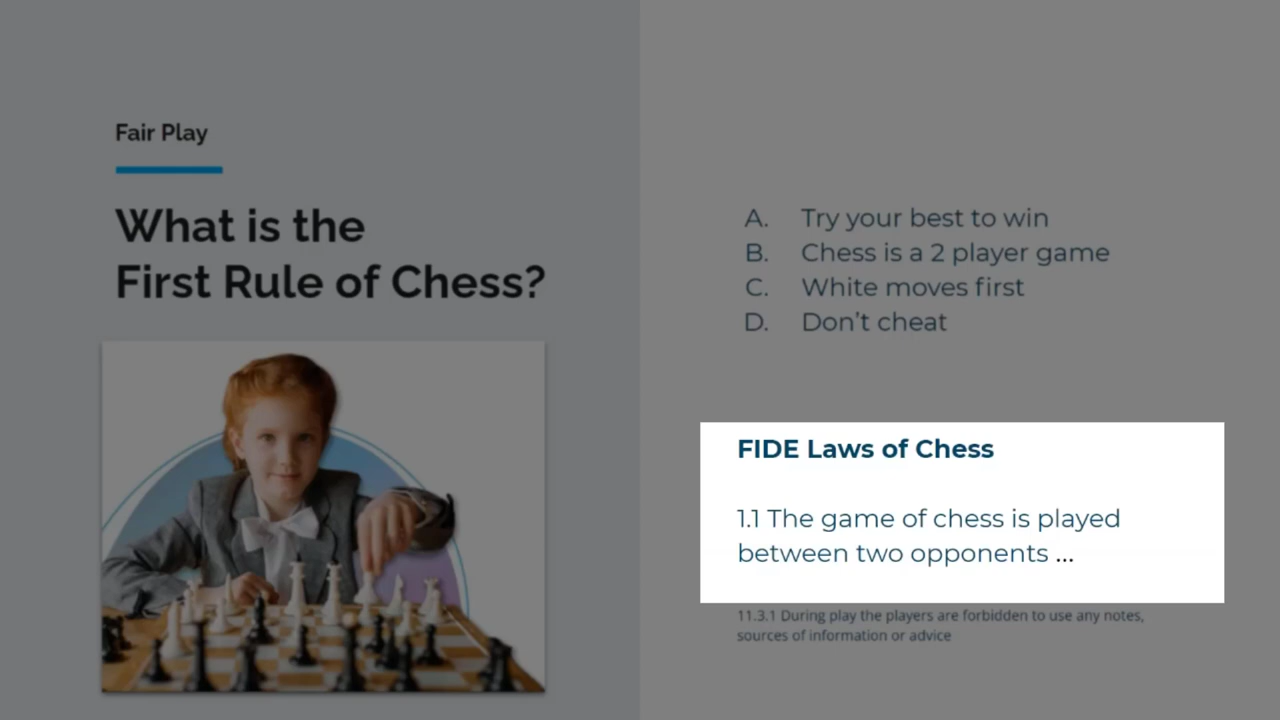 Fair Play
What is the
First Rule of Chess?
A. Try your best to win
B. Chess is a 2 player game
C. White moves first
D. Don’t cheat
FIDE Laws of Chess
1.1 The game of chess is played
between two opponents ...
11.3.1 During play the players are forbidden to use any notes,
sources of information or advice